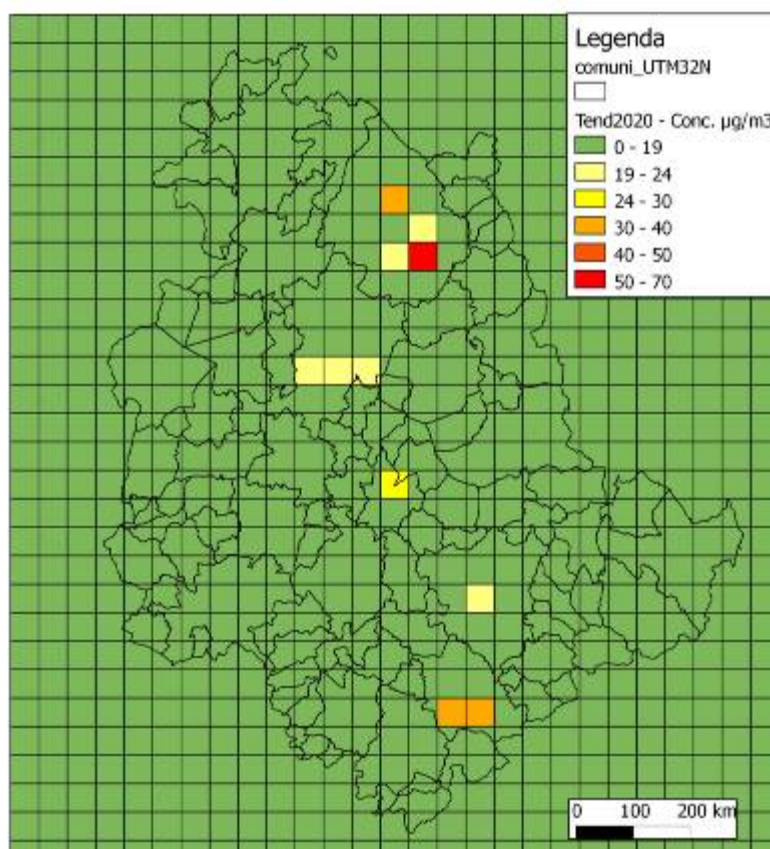 Legenda
comuni_UTM32N
Tend2020 - Conc. µg/m3
0 - 19
19 - 24
24 - 30
30 - 40
40 - 50
50 - 70
0 100 200 km